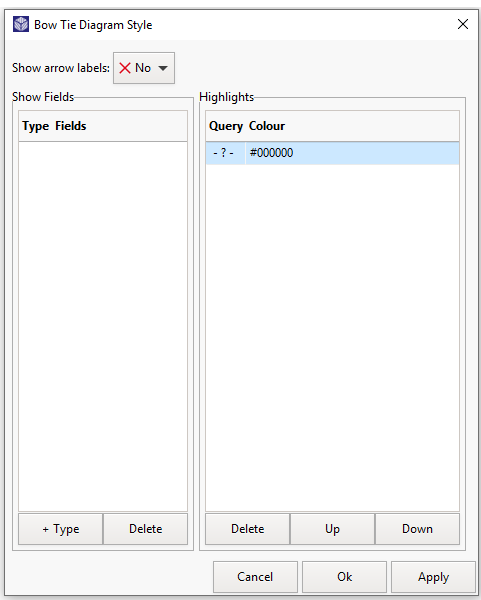 Bow Tie Diagram Style
Show arrow labels: No
Show Fields
Type Fields
+ Type Delete
Highlights
Query Colour
- ? - #000000
Delete Up Down
Cancel Ok Apply